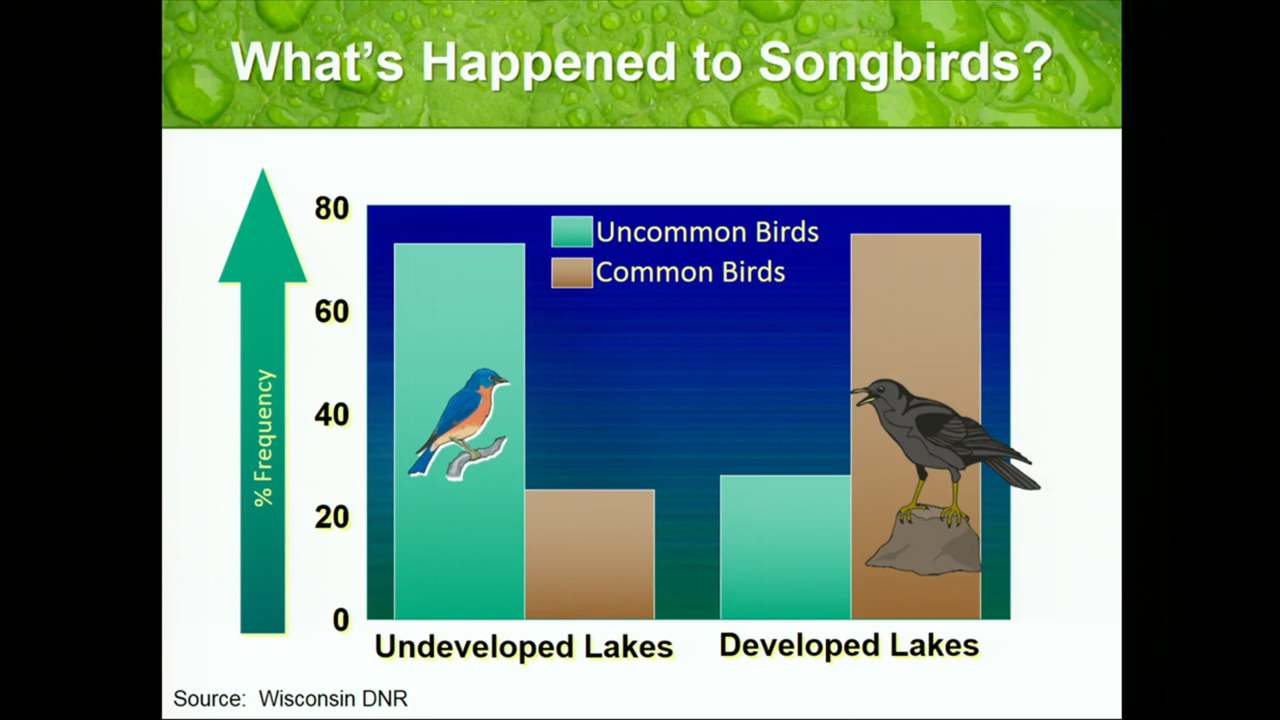 What's Happened to Songbirds?
80
60
40
20
0
% Frequency
Uncommon Birds
Common Birds
Undeveloped Lakes
Developed Lakes
Source: Wisconsin DNR